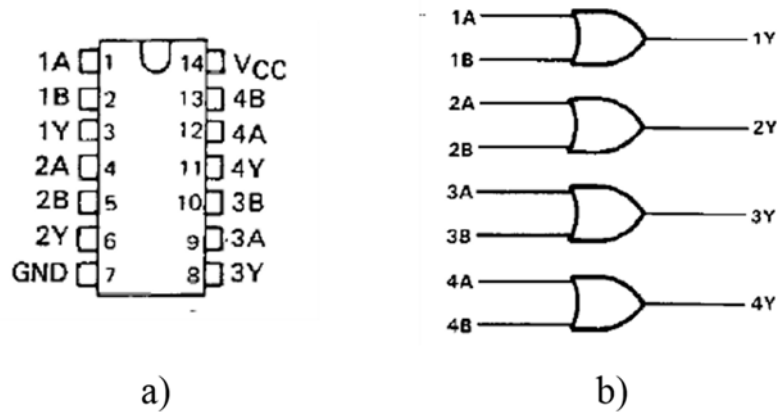 1A 1 14 VCC
1B 2 13 4B
1Y 3 12 4A
2A 4 11 4Y
2B 5 10 3B
2Y 6 9 3A
GND 7 8 3Y
a)
1A
1Y
1B
2A
2Y
2B
3A
3Y
3B
4A
4Y
4B
b)